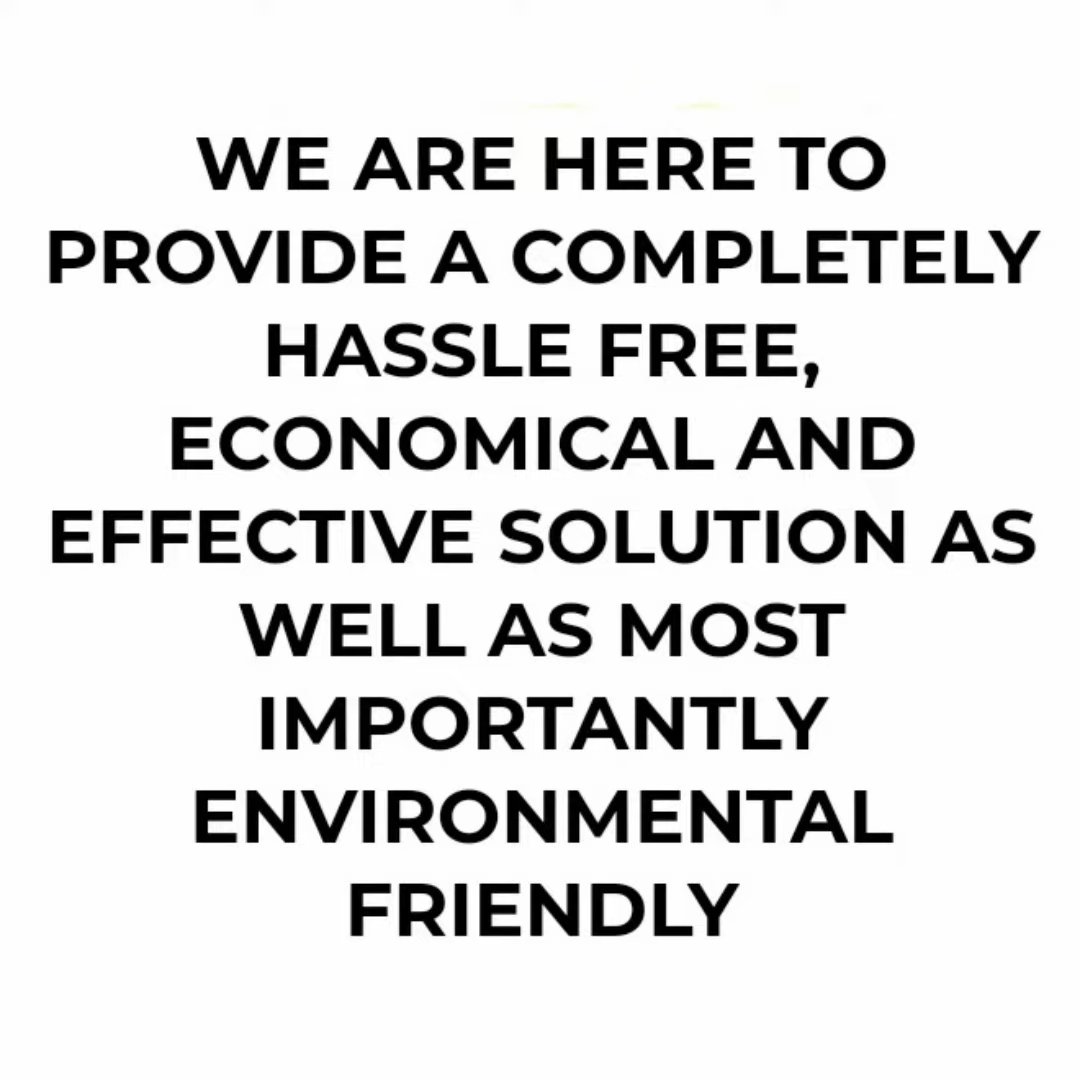 WE ARE HERE TO
PROVIDE A COMPLETELY
HASSLE FREE,
ECONOMICAL AND
EFFECTIVE SOLUTION AS
WELL AS MOST
IMPORTANTLY
ENVIRONMENTAL
FRIENDLY